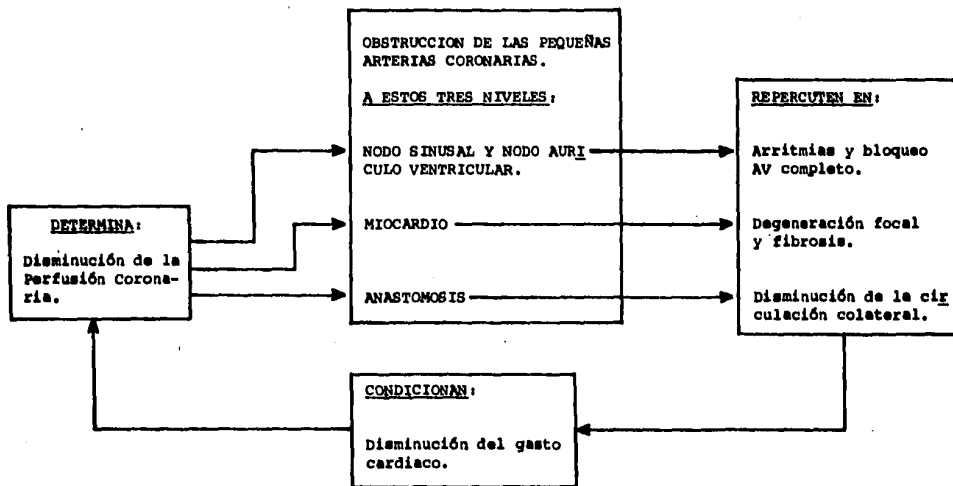 OBSTRUCCION DE LAS PEQUEÑAS
ARTERIAS CORONARIAS.
A ESTOS TRES NIVELES:
NODO SINUSAL Y NODO AURI
CULO VENTRICULAR.
MIOCARDIO
ANASTOMOSIS
REPERCUTEN EN:
Arritmias y bloqueo
AV completo.
Degeneración focal
y fibrosis.
Disminución de la cir
culación colateral.
DETERMINA:
Disminución de la
Perfusión Corona-
ria.
CONDICIONAN:
Disminución del gasto
cardiaco.